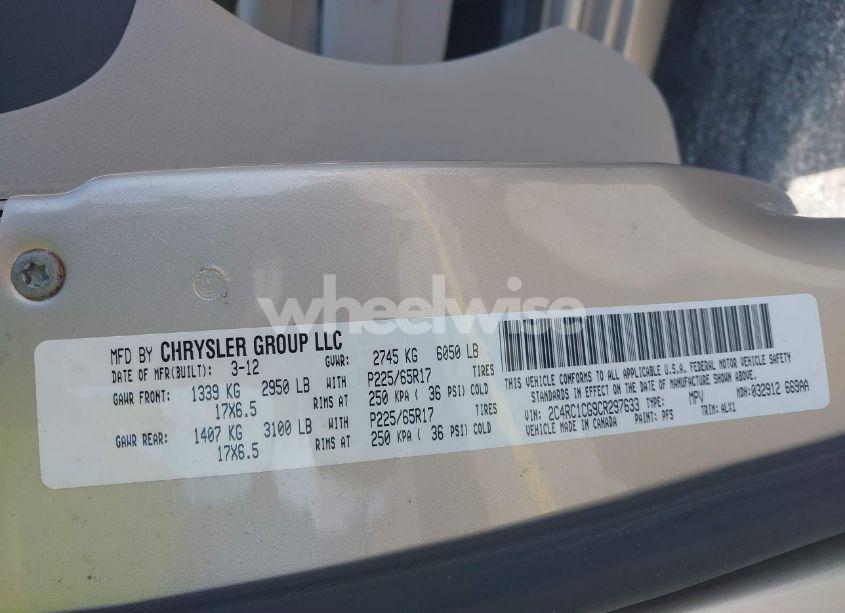 wheelwise
MFD BY CHRYSLER GROUP LLC
DATE OF MFR(BUILT): 3-12 GVWR: 2745 KG 6050 LB
GAWR FRONT: 1339 KG 2950 LB WITH P225/65R17 TIRES
17X6.5 RIMS AT 250 KPA ( 36 PSI) COLD
GAWR REAR: 1407 KG 3100 LB WITH P225/65R17 TIRES
17X6.5 RIMS AT 250 KPA ( 36 PSI) COLD
THIS VEHICLE CONFORMS TO ALL APPLICABLE U.S.A. FEDERAL MOTOR VEHICLE SAFETY
STANDARDS IN EFFECT ON THE DATE OF MANUFACTURE SHOWN ABOVE.
VIN: 2C4RC1CG9CR297633 TYPE: MPV MDH: 032912 669AA
VEHICLE MADE IN CANADA PAINT: PFS TRIM: ALX1